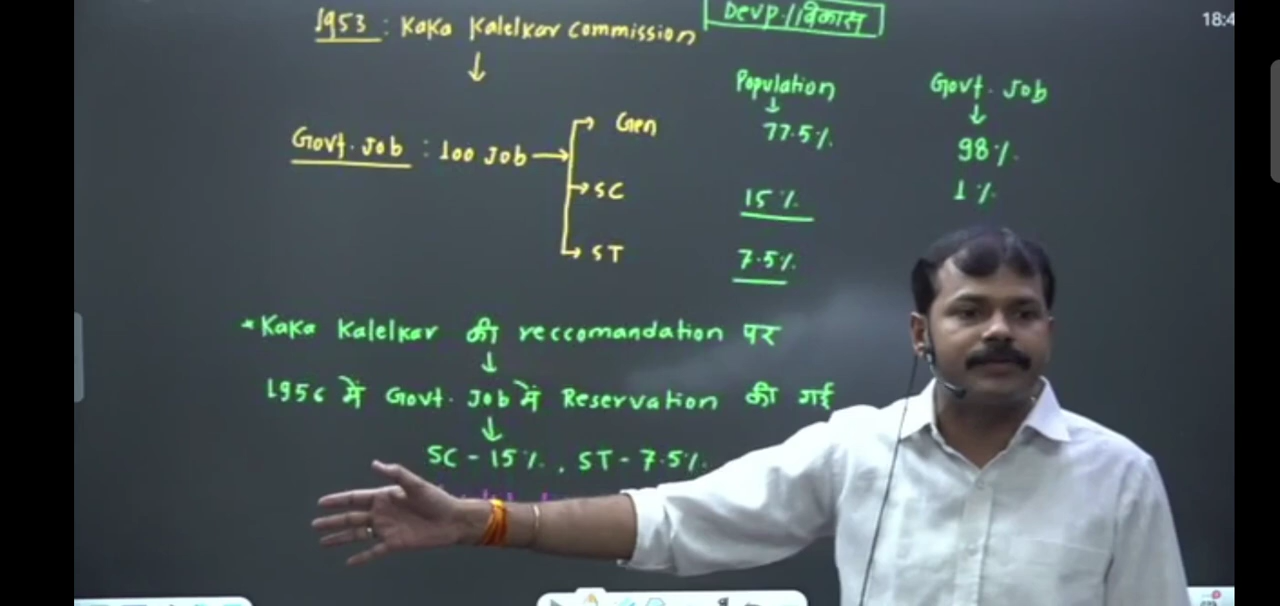 Devp. // विकास
18:4
1953 : Kaka Kalelkar commission
Population Govt. Job
Govt. Job : 100 Job → Gen 77.5% 98%
SC 15% 1%
ST 7.5%
* Kaka Kalelkar की reccomandation पर
1956 में Govt. Job में Reservation की गई
SC - 15%, ST - 7.5%.